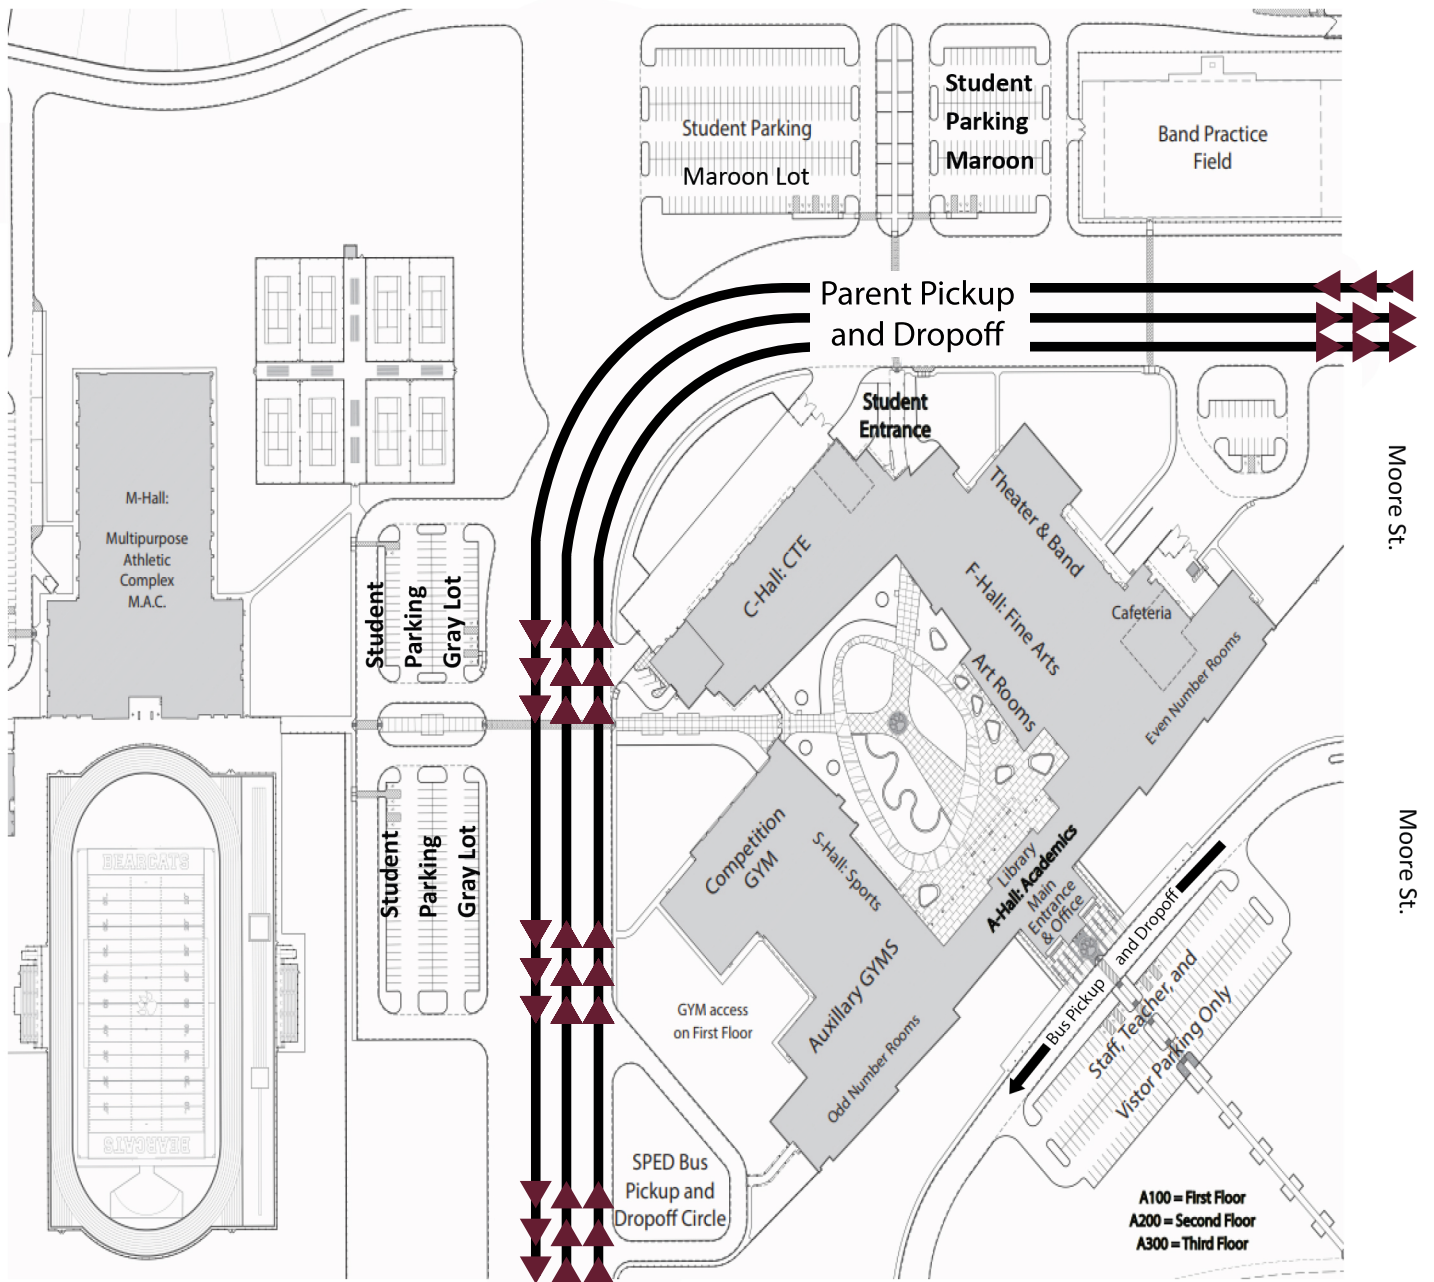 Student Parking
Maroon Lot
Student
Parking
Maroon
Band Practice
Field
Parent Pickup
and Dropoff
Student
Entrance
Moore St.
M-Hall:
Multipurpose
Athletic
Complex
M.A.C.
Student
Parking
Gray Lot
C-Hall: CTE
Theater & Band
F-Hall: Fine Arts
Art Rooms
Cafeteria
Even Number Rooms
Moore St.
Student
Parking
Gray Lot
Competition
GYM
S-Hall: Sports
Library
A-Hall: Academics
Main
Entrance
& Office
Auxillary GYMS
Odd Number Rooms
GYM access
on First Floor
Bus Pickup
and Dropoff
Staff, Teacher, and
Vistor Parking Only
BEARCATS
BEARCATS
SPED Bus
Pickup and
Dropoff Circle
A100 = First Floor
A200 = Second Floor
A300 = Third Floor